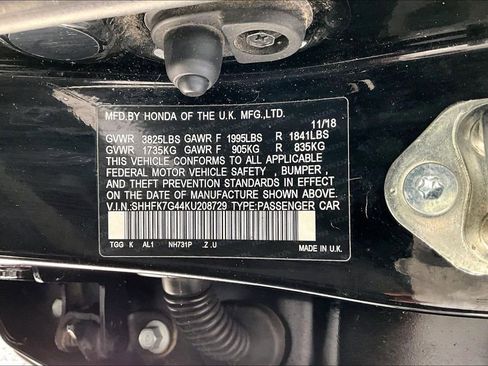 MFD.BY HONDA OF THE U.K. MFG.,LTD.
11/18
GVWR 3825LBS GAWR F 1995LBS R 1841LBS
GVWR 1735KG GAWR F 905KG R 835KG
THIS VEHICLE CONFORMS TO ALL APPLICABLE
FEDERAL MOTOR VEHICLE SAFETY , BUMPER ,
AND THEFT PREVENTION STANDARDS IN EFFECT
ON THE DATE OF MANUFACTURE SHOWN ABOVE.
V.I.N.:SHHFK7G44KU208729 TYPE:PASSENGER CAR
TGG K AL1 NH731P .Z .U MADE IN U.K.